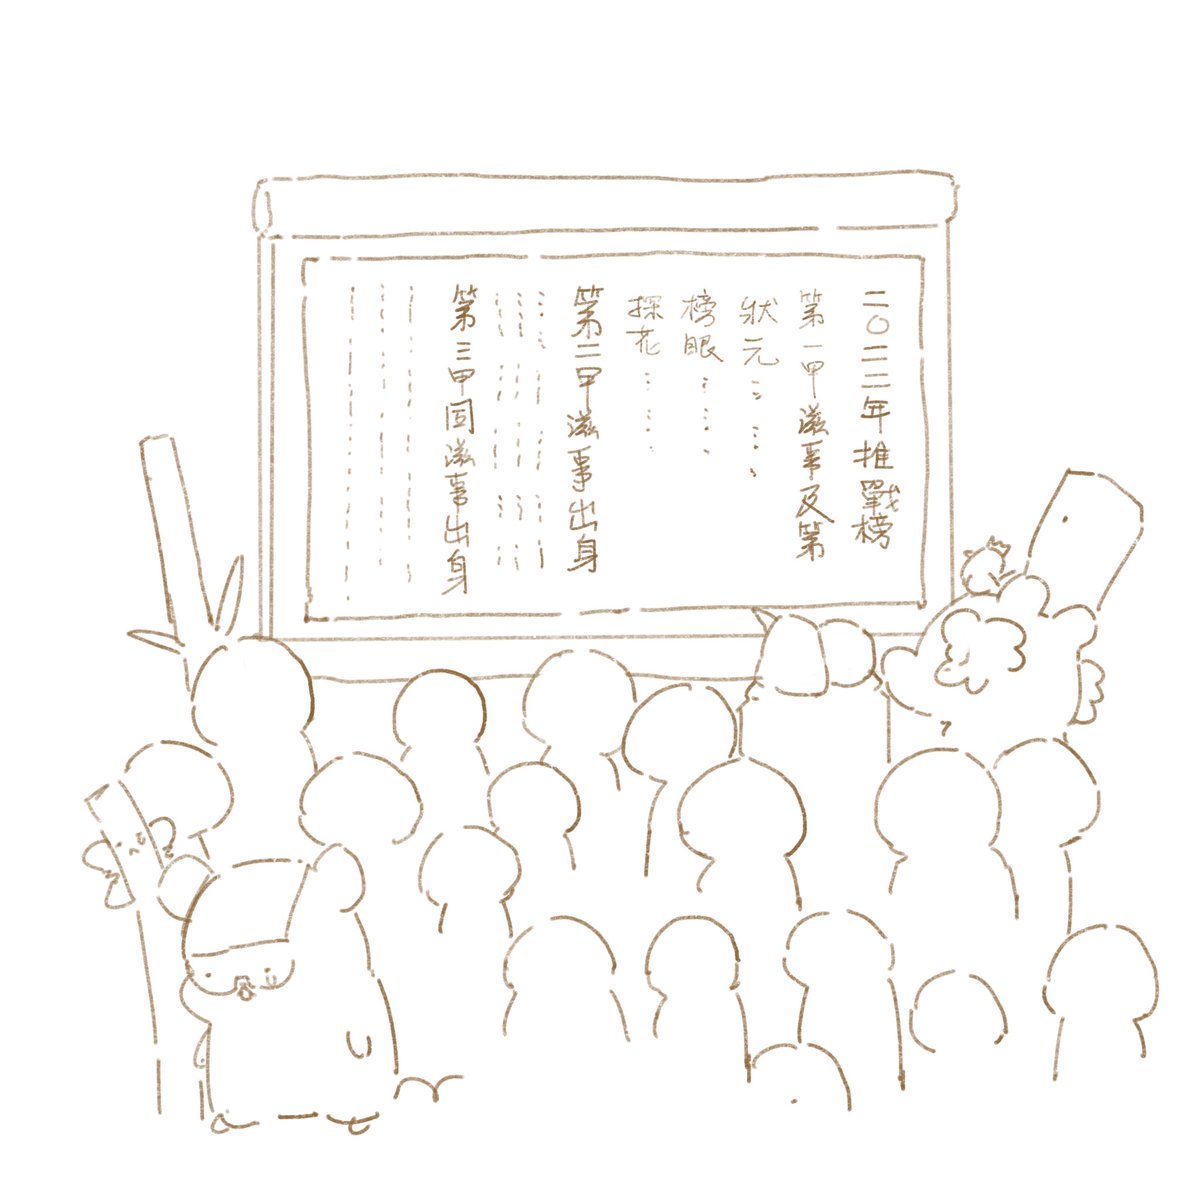 二〇二二年推戰榜
第一甲滋事及第
狀元
榜眼
探花
第二甲滋事出身
第三甲同滋事出身